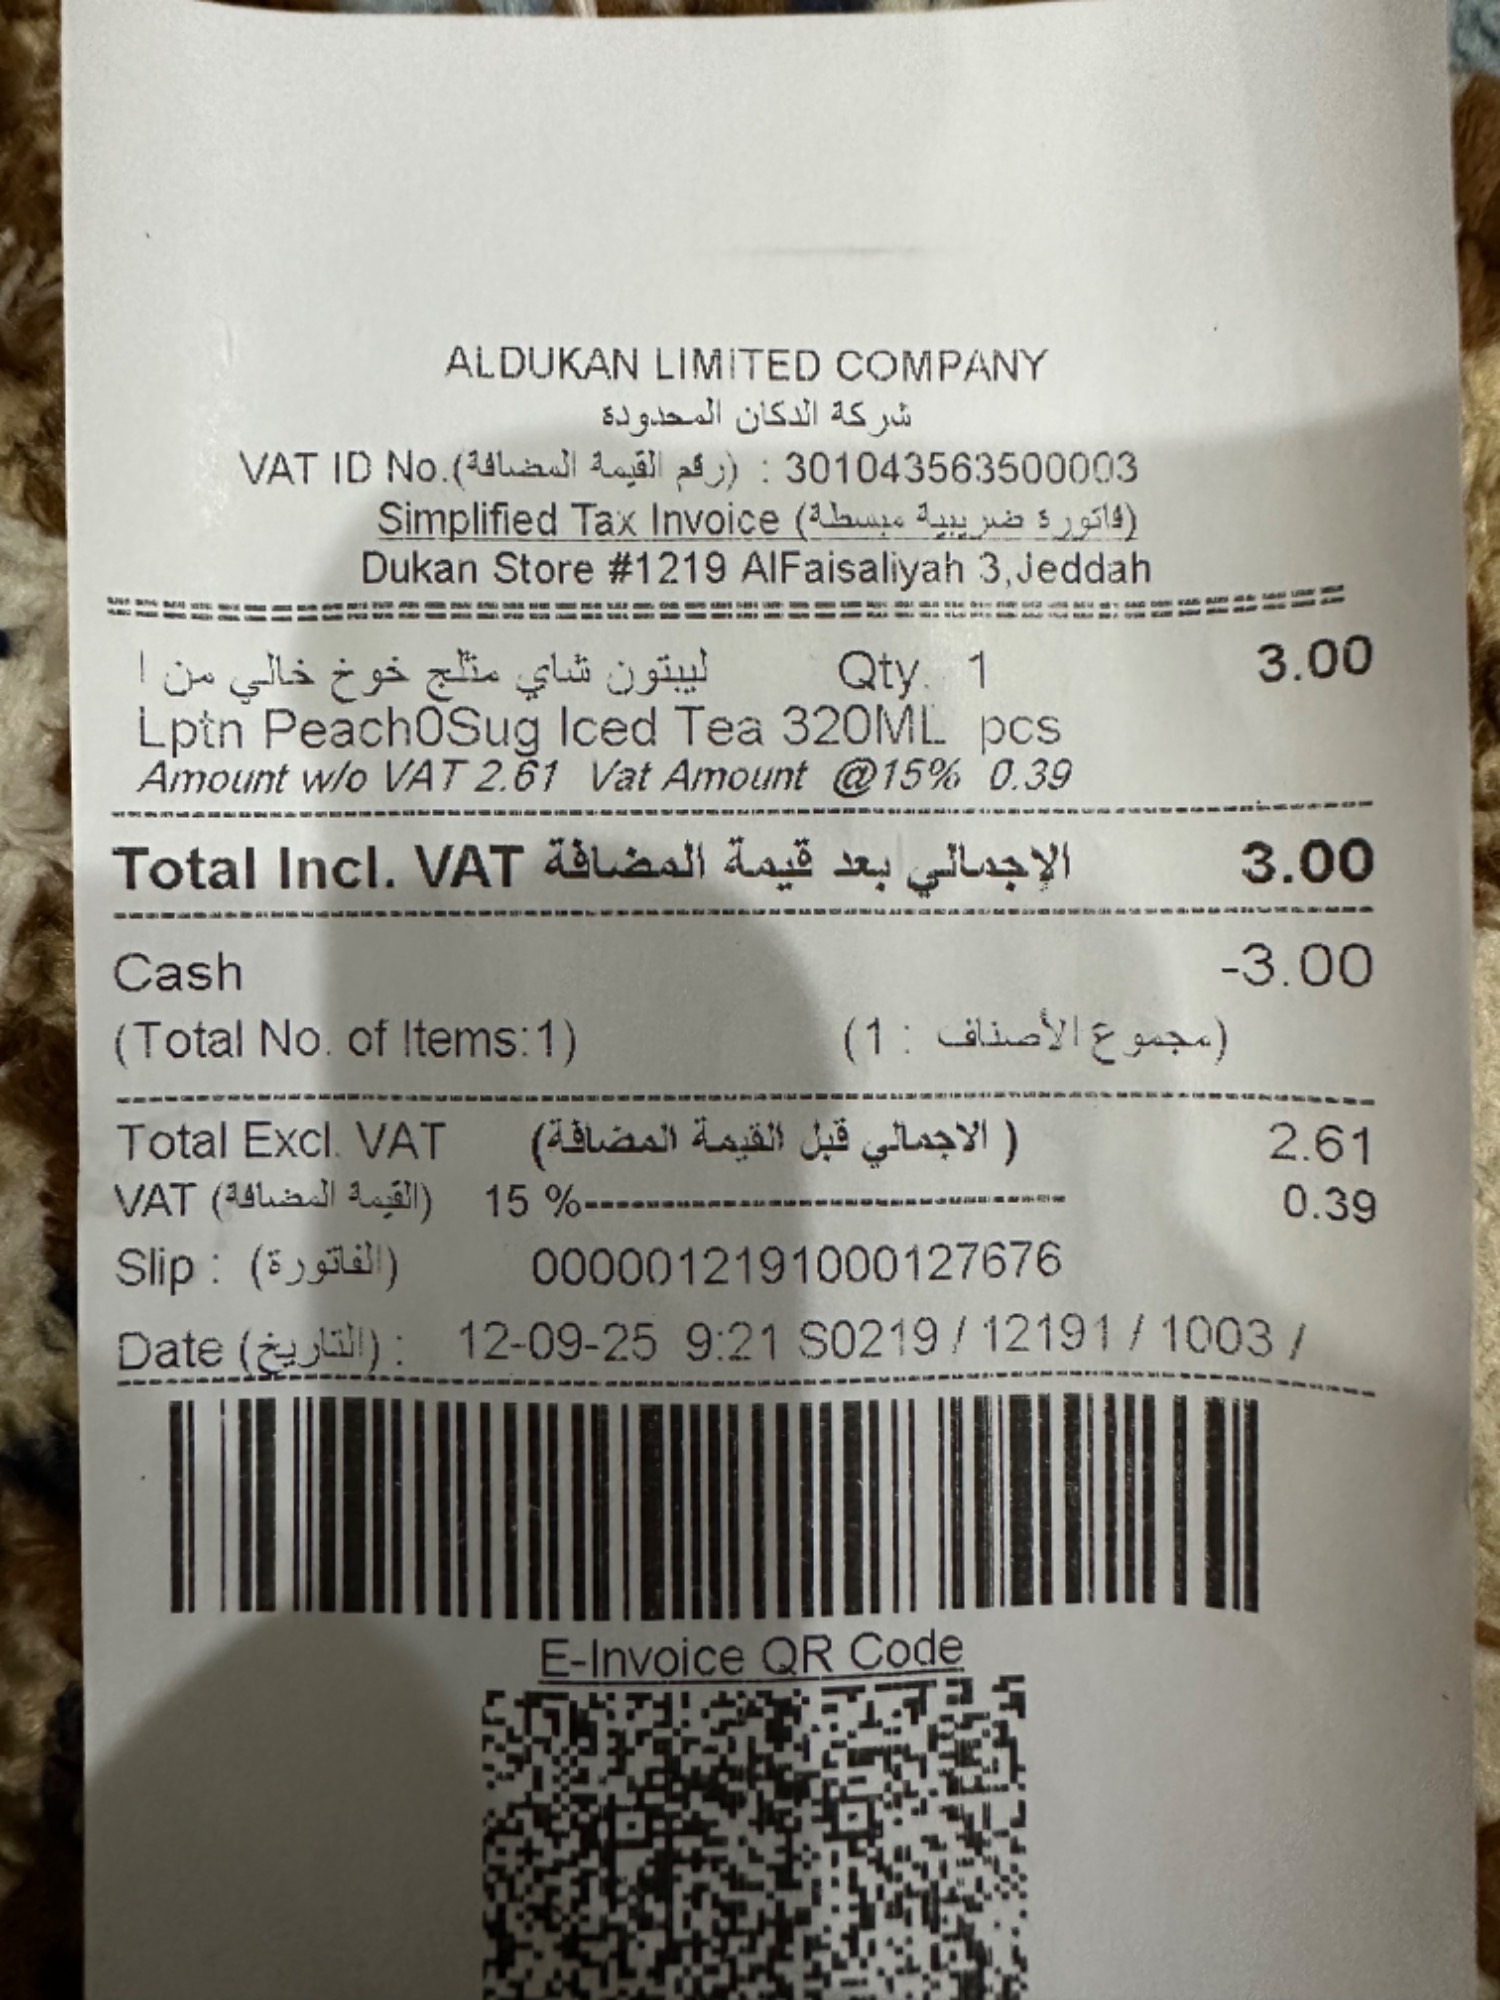 ALDUKAN LIMITED COMPANY
شركة الدكان المحدودة
VAT ID No.(رقم القيمة المضافة) : 301043563500003
Simplified Tax Invoice (فاتورة ضريبية مبسطة)
Dukan Store #1219 AlFaisaliyah 3,Jeddah
ليبتون شاي مثلج خوخ خالي من ا Qty. 1 3.00
Lptn Peach0Sug Iced Tea 320ML pcs
Amount w/o VAT 2.61 Vat Amount @15% 0.39
Total Incl. VAT الإجمالي بعد قيمة المضافة 3.00
Cash -3.00
(Total No. of Items:1) (مجموع الأصناف : 1)
Total Excl. VAT (الاجمالي قبل القيمة المضافة ) 2.61
VAT (القيمة المضافة) 15 %-------------------------------- 0.39
Slip : (الفاتورة) 0000012191000127676
Date (التاريخ) : 12-09-25 9:21 S0219 / 12191 / 1003 /
E-Invoice QR Code